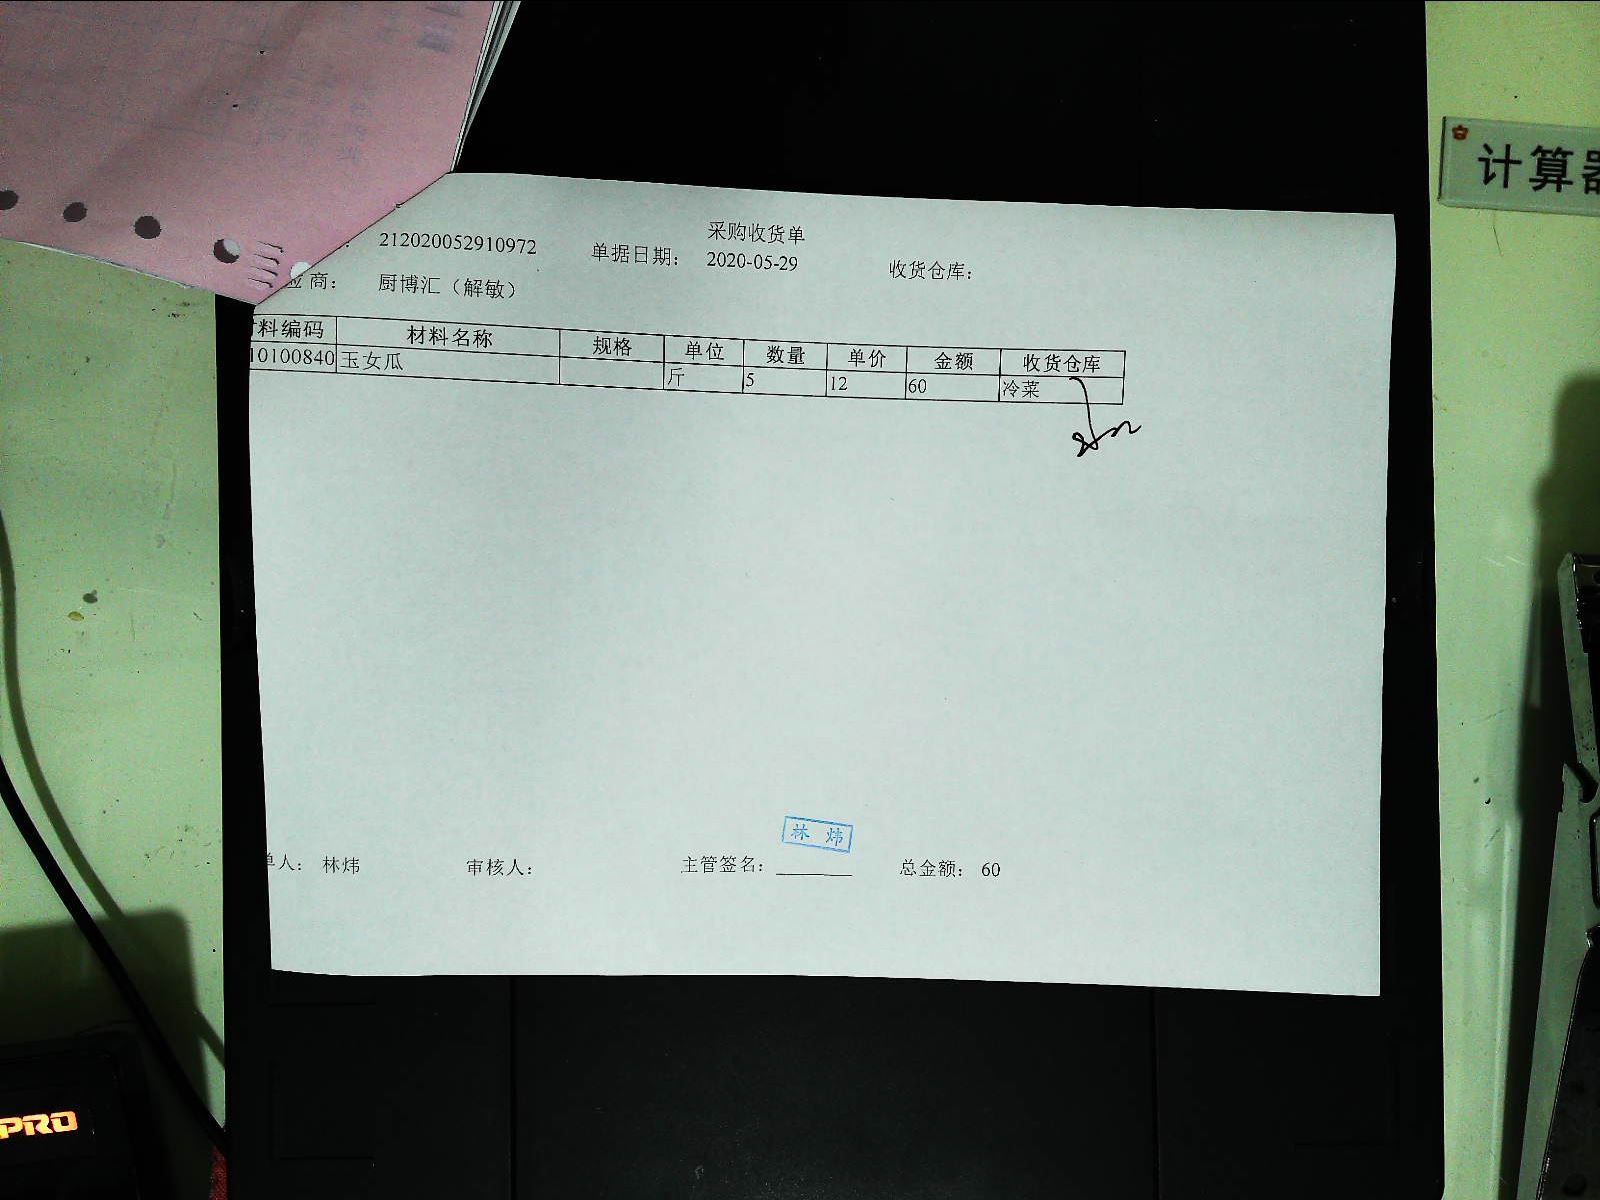 计算器
采购收货单
212020052910972 单据日期： 2020-05-29 收货仓库：
应商： 厨博汇（解敏）
料编码 材料名称 规格 单位 数量 单价 金额 收货仓库
10100840 玉女瓜 斤 5 12 60 冷菜
林炜
单人： 林炜 审核人： 主管签名： 总金额： 60
PRO